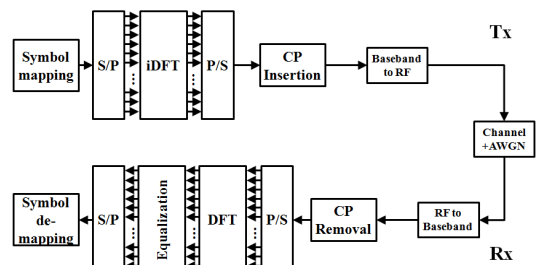 Tx
Symbol
mapping
S/P
iDFT
P/S
CP
Insertion
Baseband
to RF
Channel
+AWGN
Symbol
de-
mapping
S/P
Equalization
DFT
P/S
CP
Removal
RF to
Baseband
Rx